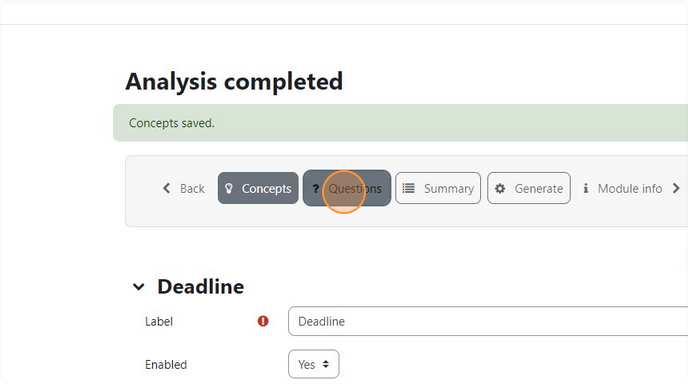 Analysis completed
Concepts saved.
Back Concepts ? Questions Summary Generate i Module info
Deadline
Label Deadline
Enabled Yes